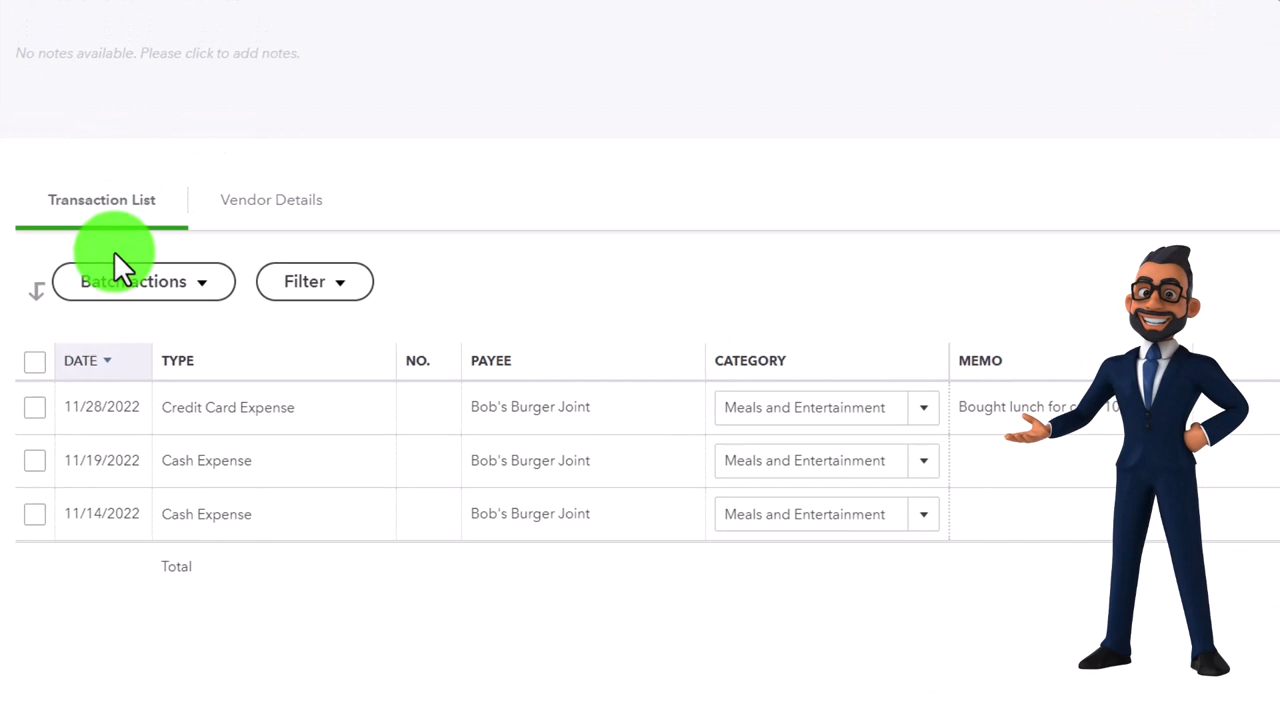 No notes available. Please click to add notes.
Transaction List Vendor Details
Batch actions Filter
DATE TYPE NO. PAYEE CATEGORY MEMO
11/28/2022 Credit Card Expense Bob's Burger Joint Meals and Entertainment Bought lunch for 10
11/19/2022 Cash Expense Bob's Burger Joint Meals and Entertainment
11/14/2022 Cash Expense Bob's Burger Joint Meals and Entertainment
Total